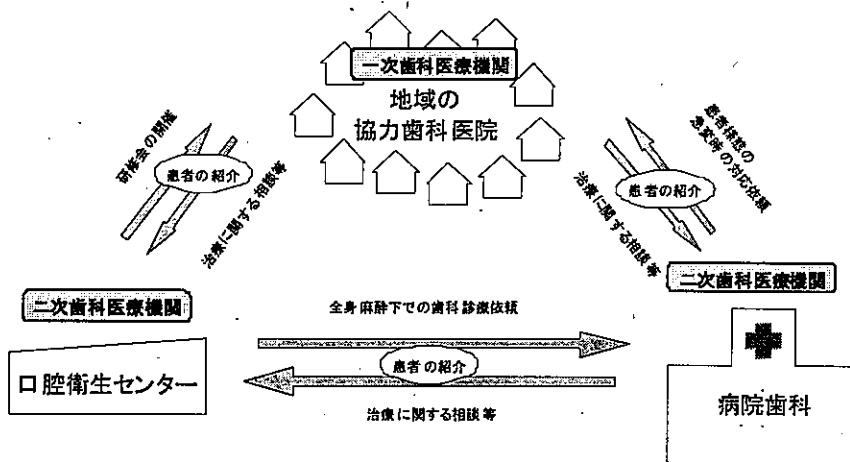 一次歯科医療機関
地域の
協力歯科医院
研修会の開催
患者の紹介
治療に関する相談等
患者様態の
急変時の対応依頼
患者の紹介
治療に関する相談等
二次歯科医療機関
二次歯科医療機関
全身麻酔下での歯科診療依頼
患者の紹介
治療に関する相談等
口腔衛生センター
病院歯科